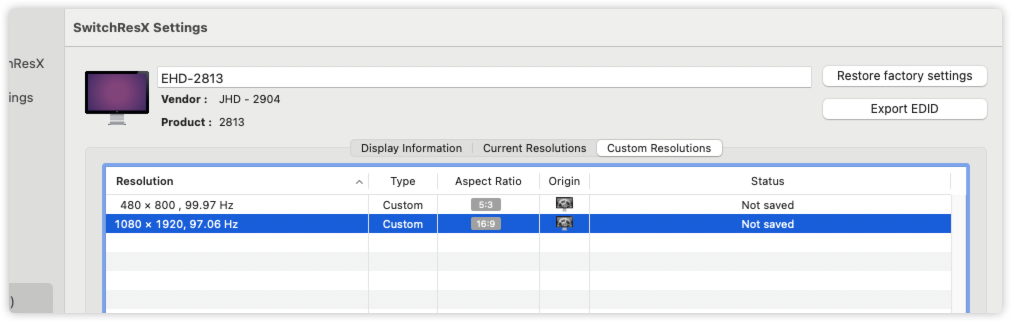 SwitchResX Settings
hResX
ings
EHD-2813
Restore factory settings
Vendor : JHD - 2904
Export EDID
Product : 2813
Display Information Current Resolutions Custom Resolutions
Resolution Type Aspect Ratio Origin Status
480 × 800 , 99.97 Hz Custom 5:3 Not saved
1080 × 1920, 97.06 Hz Custom 16:9 Not saved
)